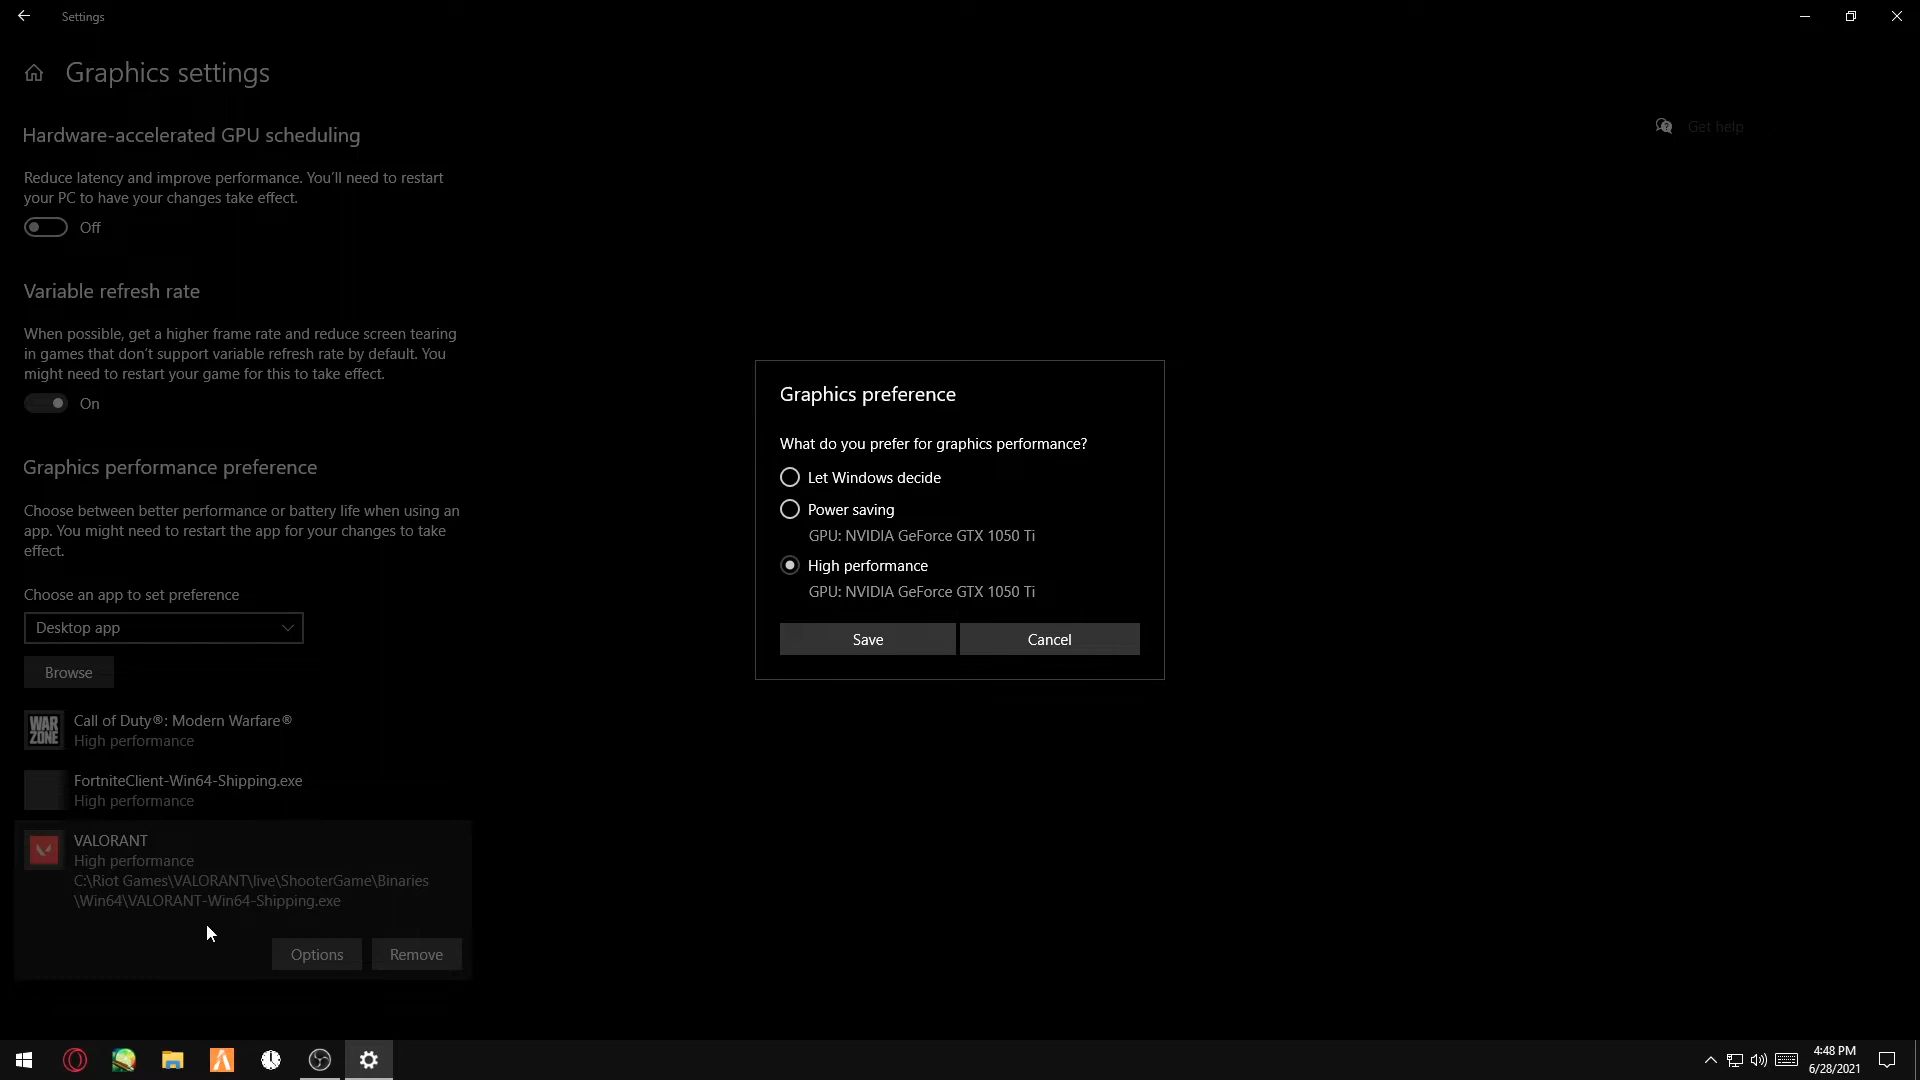 Settings
Graphics settings
Hardware-accelerated GPU scheduling
Get help
Reduce latency and improve performance. You'll need to restart
your PC to have your changes take effect.
Off
Variable refresh rate
When possible, get a higher frame rate and reduce screen tearing
in games that don't support variable refresh rate by default. You
might need to restart your game for this to take effect.
On
Graphics performance preference
Choose between better performance or battery life when using an
app. You might need to restart the app for your changes to take
effect.
Choose an app to set preference
Desktop app
Browse
WAR
ZONE
Call of Duty®: Modern Warfare®
High performance
FortniteClient-Win64-Shipping.exe
High performance
VALORANT
High performance
C:\Riot Games\VALORANT\live\ShooterGame\Binaries
\Win64\VALORANT-Win64-Shipping.exe
Options
Remove
Graphics preference
What do you prefer for graphics performance?
Let Windows decide
Power saving
GPU: NVIDIA GeForce GTX 1050 Ti
High performance
GPU: NVIDIA GeForce GTX 1050 Ti
Save
Cancel
4:48 PM
6/28/2021